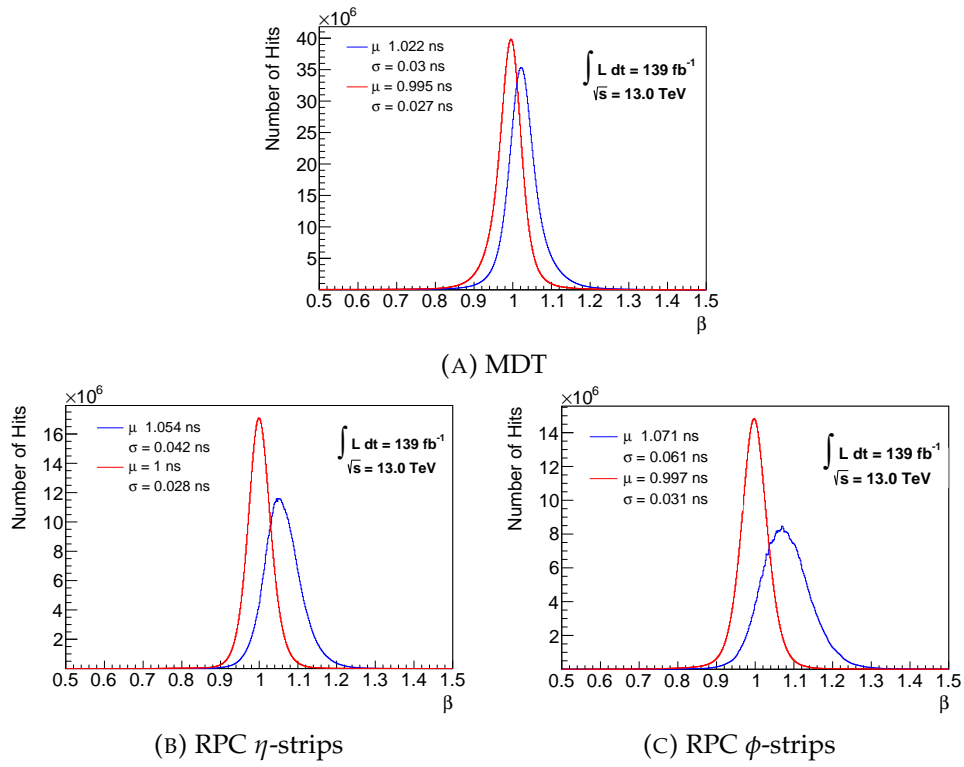 ×10⁶
Number of Hits
40
35
30
25
20
15
10
5
μ 1.022 ns
σ = 0.03 ns
μ = 0.995 ns
σ = 0.027 ns
∫ L dt = 139 fb⁻¹
√s = 13.0 TeV
0.5 0.6 0.7 0.8 0.9 1 1.1 1.2 1.3 1.4 1.5
β
(A) MDT
×10⁶
Number of Hits
16
14
12
10
8
6
4
2
μ 1.054 ns
σ = 0.042 ns
μ = 1 ns
σ = 0.028 ns
∫ L dt = 139 fb⁻¹
√s = 13.0 TeV
0.5 0.6 0.7 0.8 0.9 1 1.1 1.2 1.3 1.4 1.5
β
(B) RPC η-strips
×10⁶
Number of Hits
14
12
10
8
6
4
2
μ 1.071 ns
σ = 0.061 ns
μ = 0.997 ns
σ = 0.031 ns
∫ L dt = 139 fb⁻¹
√s = 13.0 TeV
0.5 0.6 0.7 0.8 0.9 1 1.1 1.2 1.3 1.4 1.5
β
(C) RPC ϕ-strips